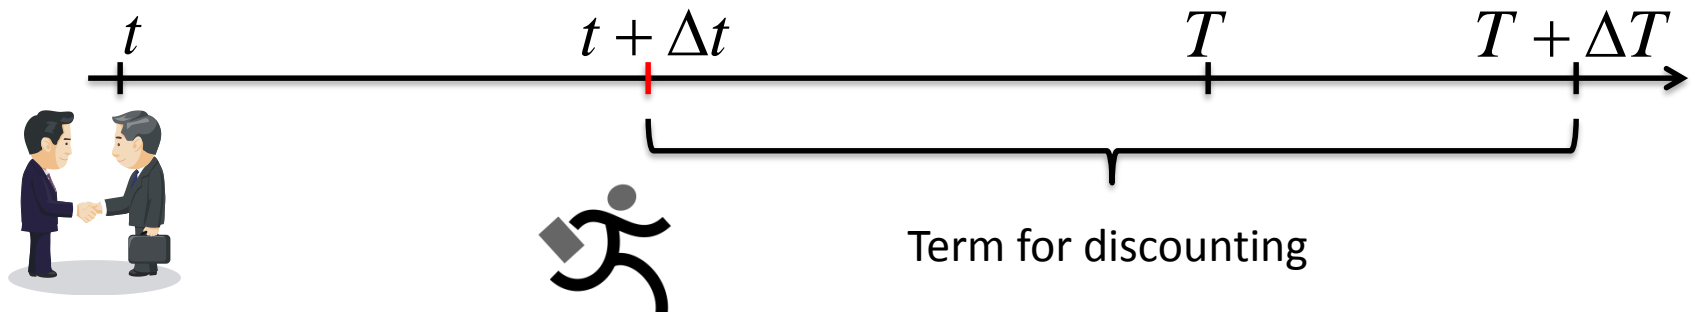 t t + Δt T T + ΔT
Term for discounting